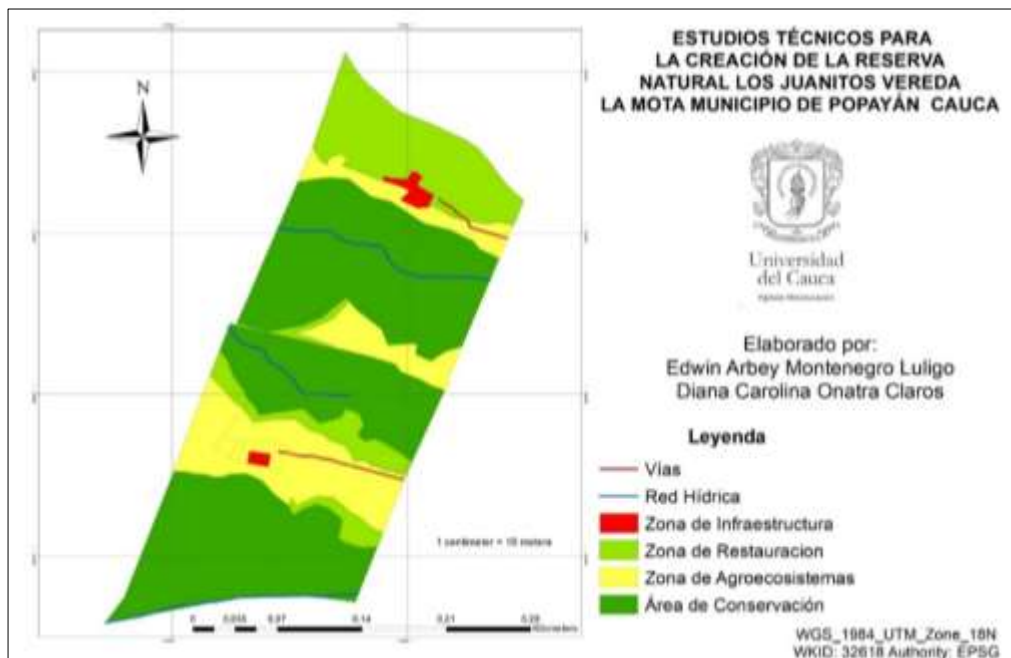 ESTUDIOS TÉCNICOS PARA
LA CREACIÓN DE LA RESERVA
NATURAL LOS JUANITOS VEREDA
LA MOTA MUNICIPIO DE POPAYÁN CAUCA
N
Universidad
del Cauca
Elaborado por:
Edwin Arbey Montenegro Luligo
Diana Carolina Onatra Claros
Leyenda
Vías
Red Hídrica
Zona de Infraestructura
Zona de Restauracion
Zona de Agroecosistemas
Área de Conservación
1 centimeter = 10 meters
0 0,035 0,07 0,14 0,21 0,28
WGS_1984_UTM_Zone_18N
WKID: 32618 Authority: EPSG